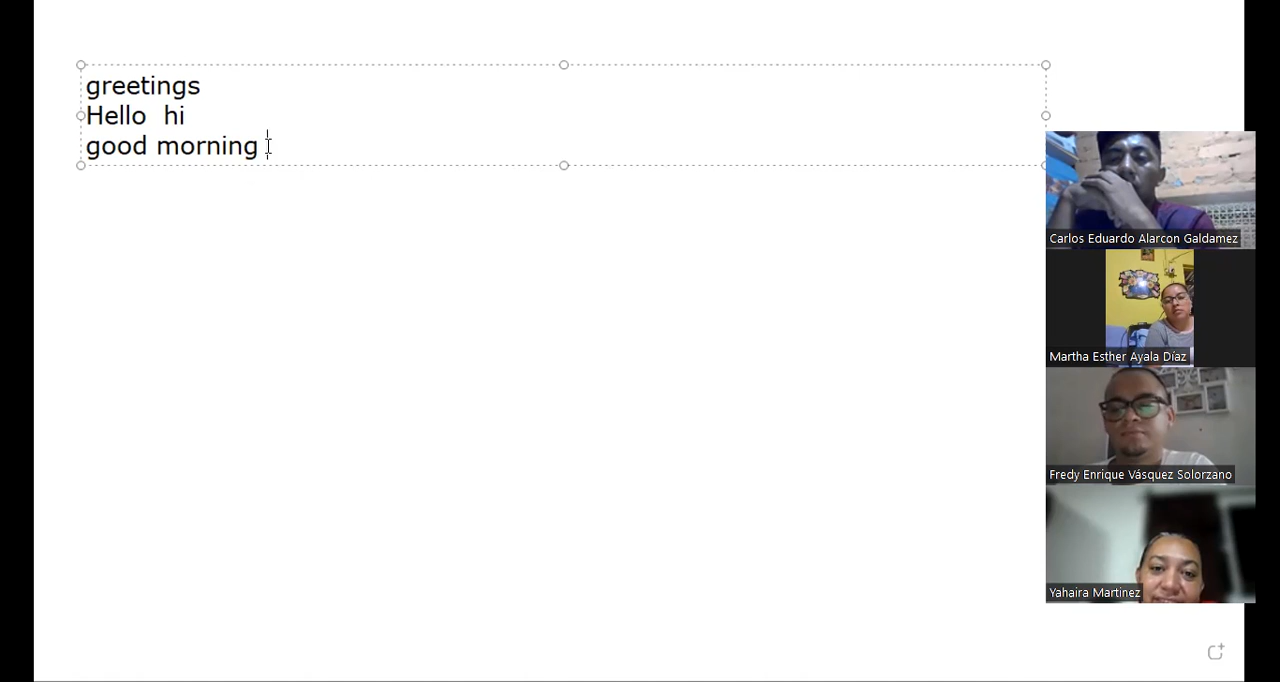 greetings
Hello  hi
good morning
Carlos Eduardo Alarcon Galdamez
Martha Esther Ayala Díaz
Fredy Enrique Vásquez Solorzano
Yahaira Martinez